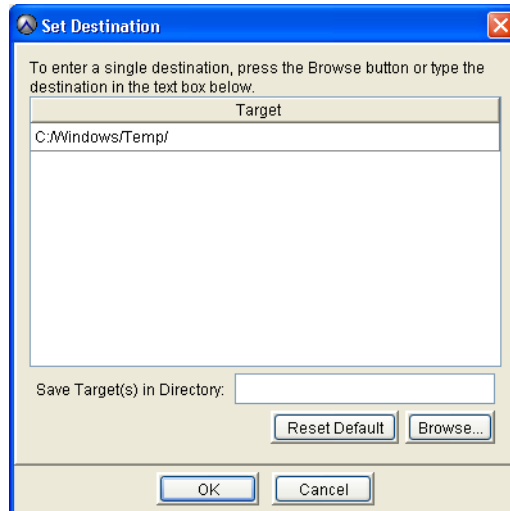 Set Destination
To enter a single destination, press the Browse button or type the
destination in the text box below.
Target
C:/Windows/Temp/
Save Target(s) in Directory:
Reset Default Browse...
OK Cancel